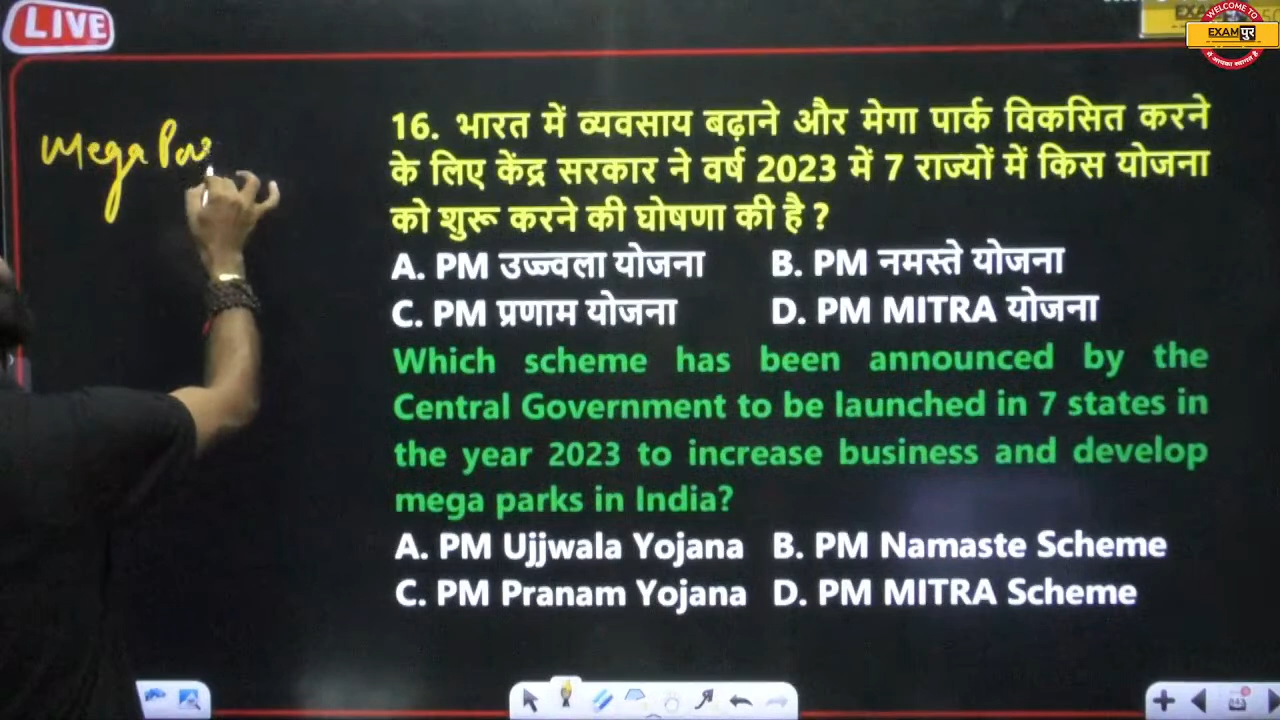 LIVE
WELCOME TO
EXAMपुर
Mega Par
16. भारत में व्यवसाय बढ़ाने और मेगा पार्क विकसित करने
के लिए केंद्र सरकार ने वर्ष 2023 में 7 राज्यों में किस योजना
को शुरू करने की घोषणा की है ?
A. PM उज्ज्वला योजना B. PM नमस्ते योजना
C. PM प्रणाम योजना D. PM MITRA योजना
Which scheme has been announced by the
Central Government to be launched in 7 states in
the year 2023 to increase business and develop
mega parks in India?
A. PM Ujjwala Yojana B. PM Namaste Scheme
C. PM Pranam Yojana D. PM MITRA Scheme